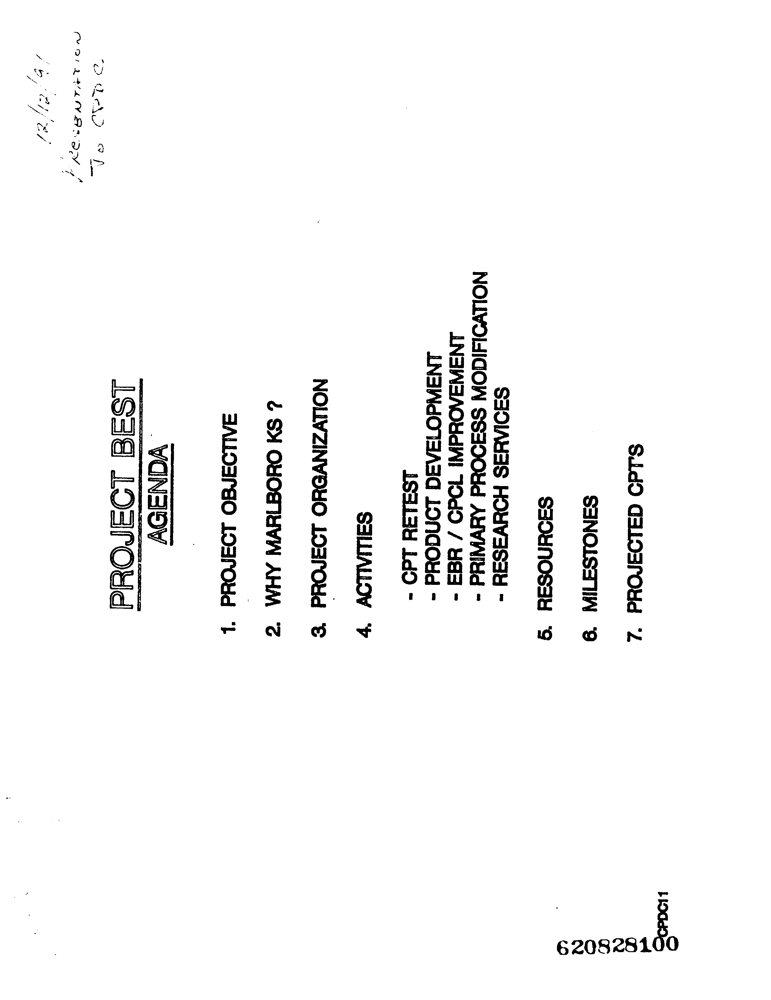 12/12/91
PRESENTATION
TO CPDC
PROJECT BEST
AGENDA
1. PROJECT OBJECTIVE
2. WHY MARLBORO KS ?
3. PROJECT ORGANIZATION
4. ACTIVITIES
- CPT RETEST
- PRODUCT DEVELOPMENT
- EBR / CPCL IMPROVEMENT
- PRIMARY PROCESS MODIFICATION
- RESEARCH SERVICES
5. RESOURCES
6. MILESTONES
7. PROJECTED CPT'S
CPDC11
620828100